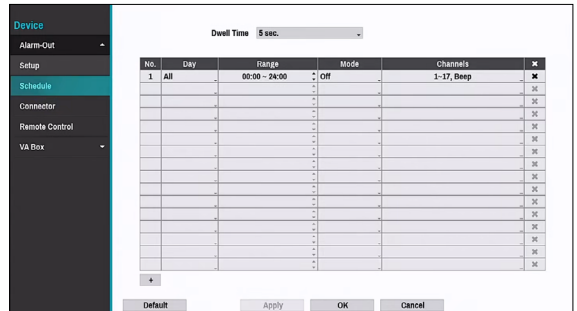 Device
Alarm-Out
Setup
Schedule
Connector
Remote Control
VA Box
Dwell Time 5 sec.
No. Day Range Mode Channels ✖
1 All 00:00 ~ 24:00 Off 1~17, Beep ✖
+
Default Apply OK Cancel